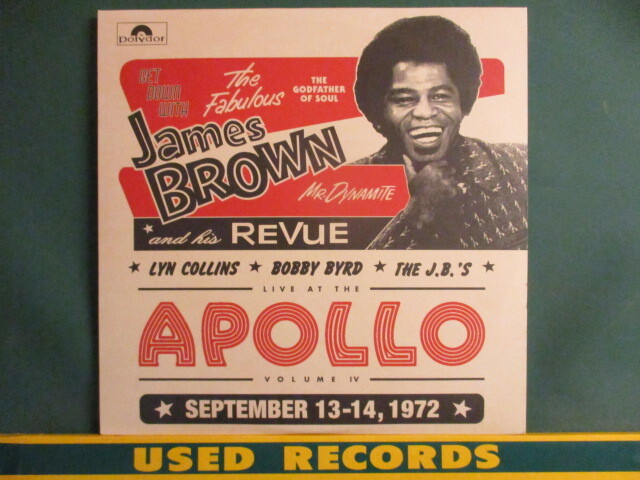 Polydor
GET
DOWN
WITH
The
Fabulous
THE
GODFATHER
OF SOUL
James
BROWN
MR. DYNAMITE
and his REVUE
LYN COLLINS ★ BOBBY BYRD ★ THE J.B.'S
LIVE AT THE
APOLLO
VOLUME IV
★ SEPTEMBER 13-14, 1972 ★
USED RECORDS